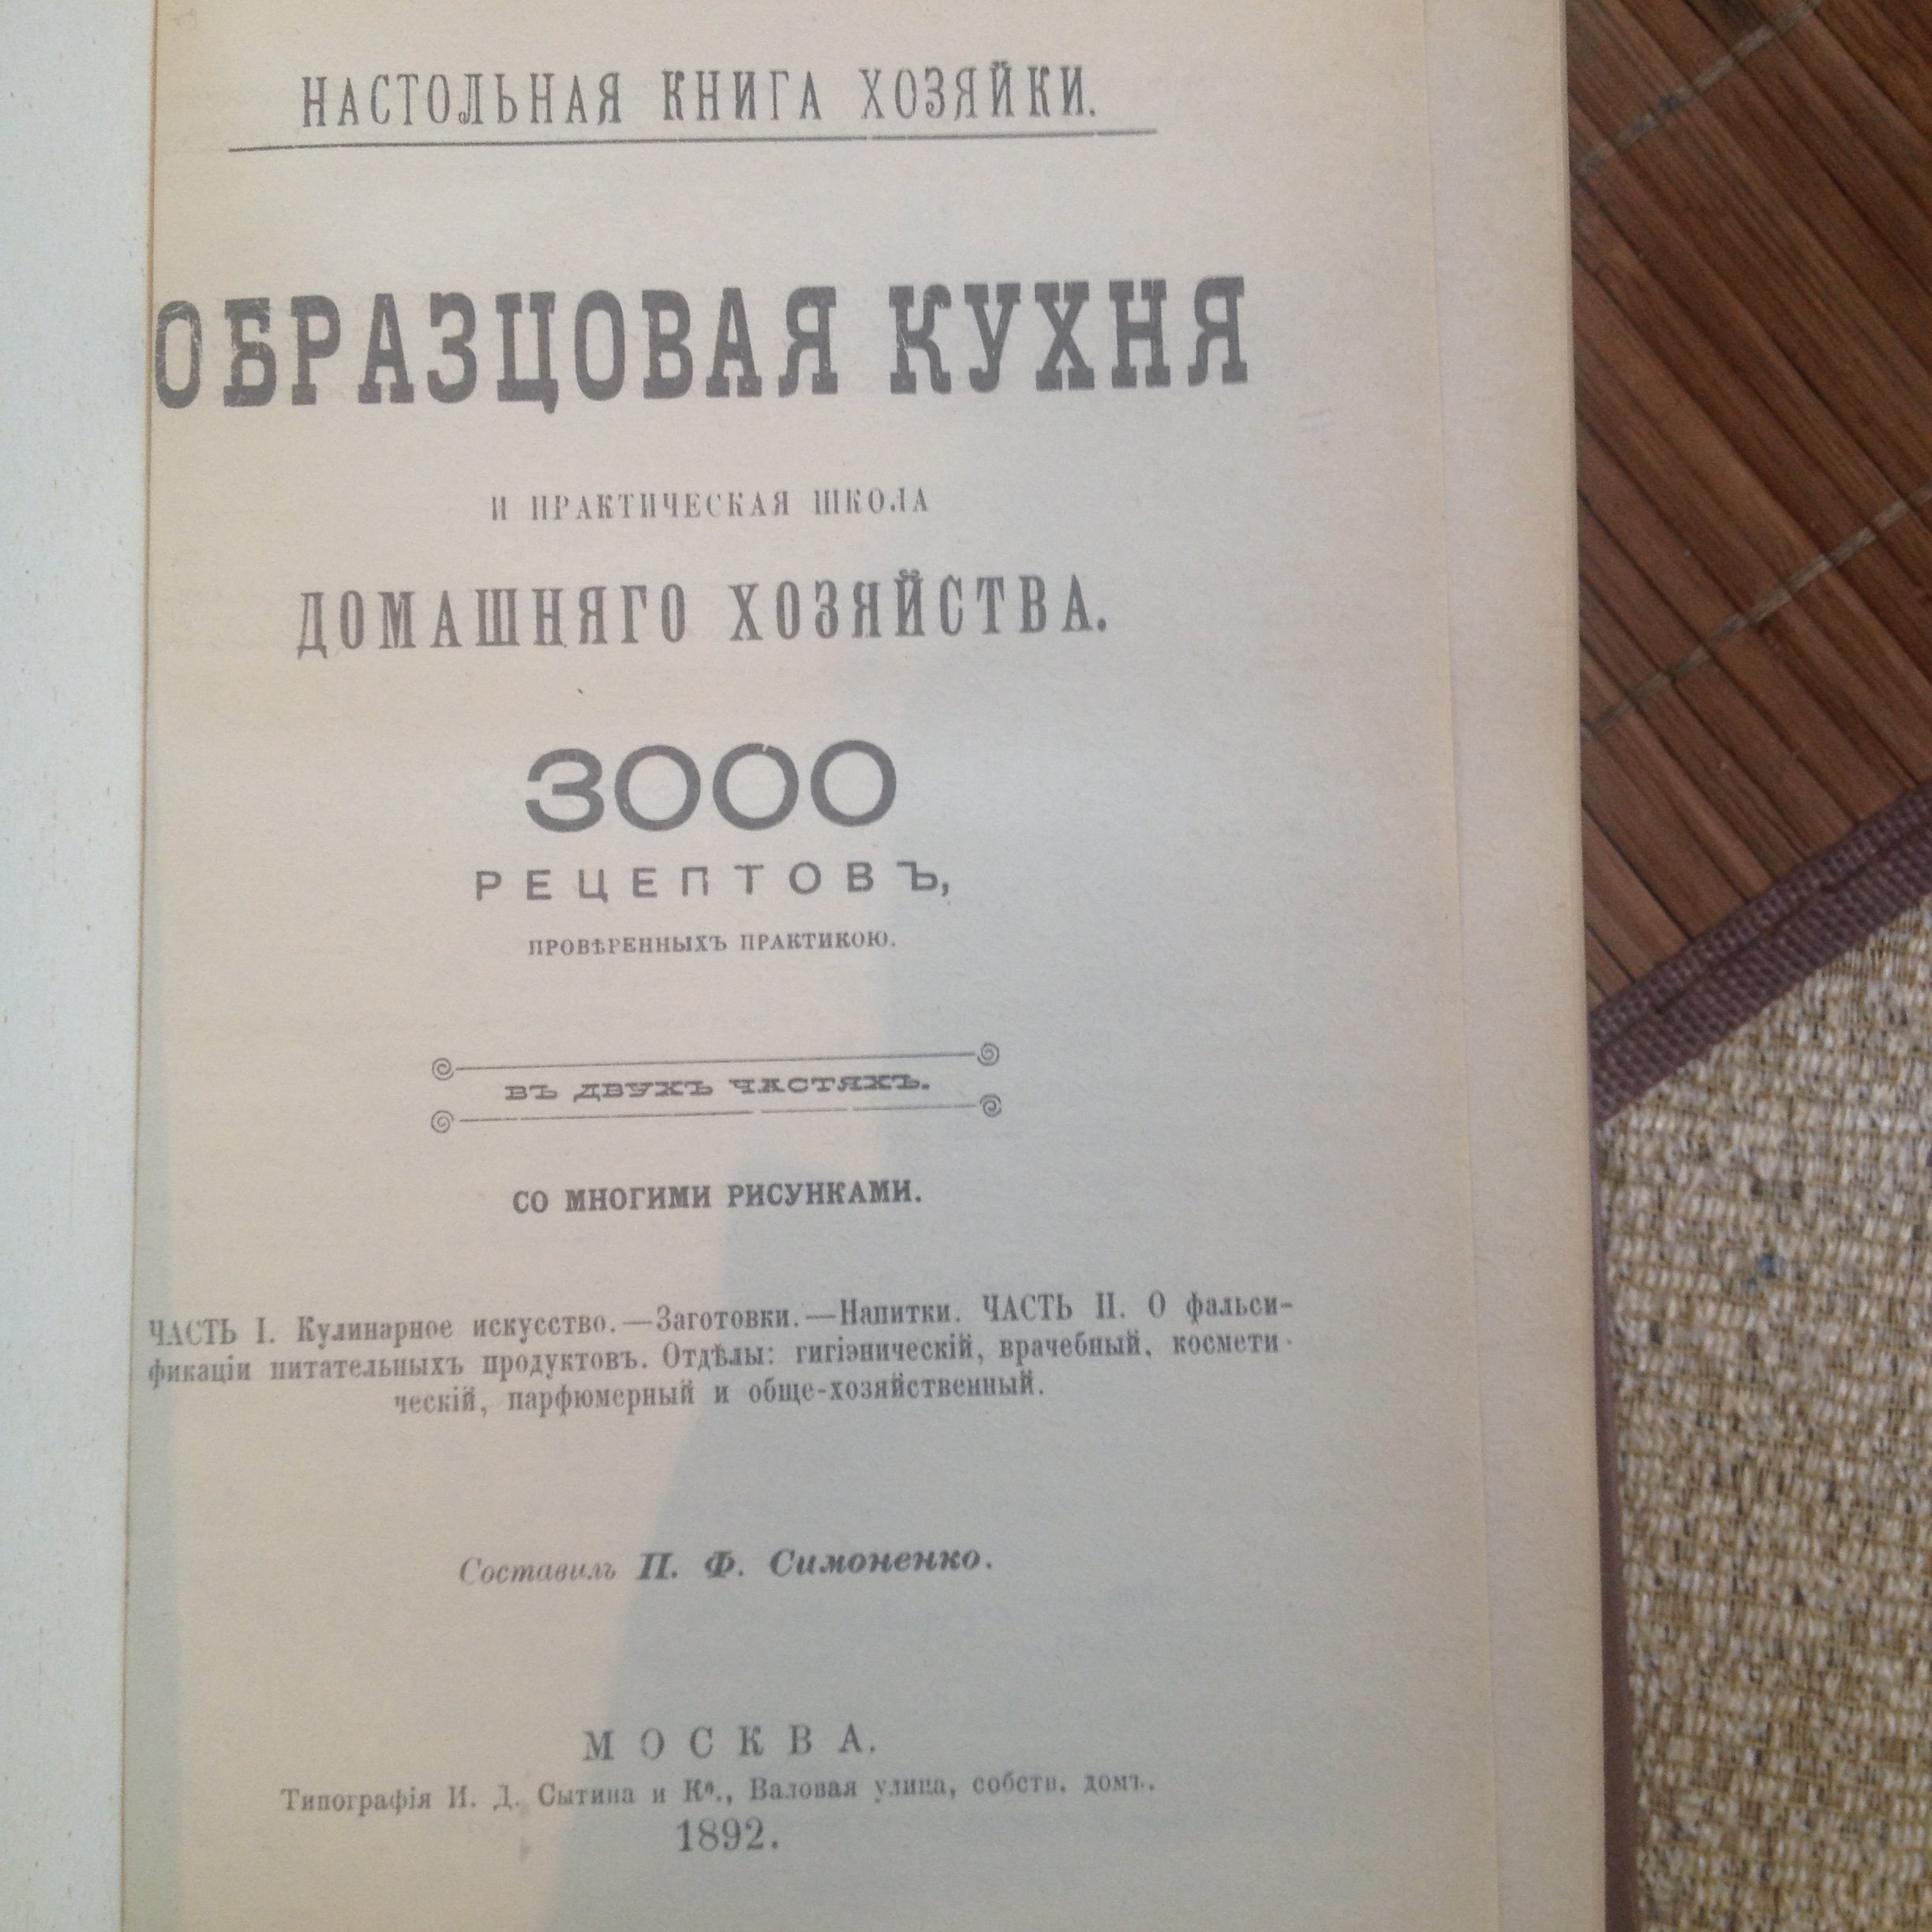 НАСТОЛЬНАЯ КНИГА ХОЗЯЙКИ.
ОБРАЗЦОВАЯ КУХНЯ
И ПРАКТИЧЕСКАЯ ШКОЛА
ДОМАШНЯГО ХОЗЯЙСТВА.
3000
РЕЦЕПТОВЪ,
ПРОВѢРЕННЫХЪ ПРАКТИКОЮ.
ВЪ ДВУХЪ ЧАСТЯХЪ.
СО МНОГИМИ РИСУНКАМИ.
ЧАСТЬ I. Кулинарное искусство.—Заготовки.—Напитки. ЧАСТЬ II. О фальси-
фикаціи питательныхъ продуктовъ. Отдѣлы: гигіэническій, врачебный, космети-
ческій, парфюмерный и обще-хозяйственный.
Составилъ П. Ф. Симоненко.
МОСКВА.
Типографія И. Д. Сытина и Ко., Валовая улица, собств. домъ.
1892.